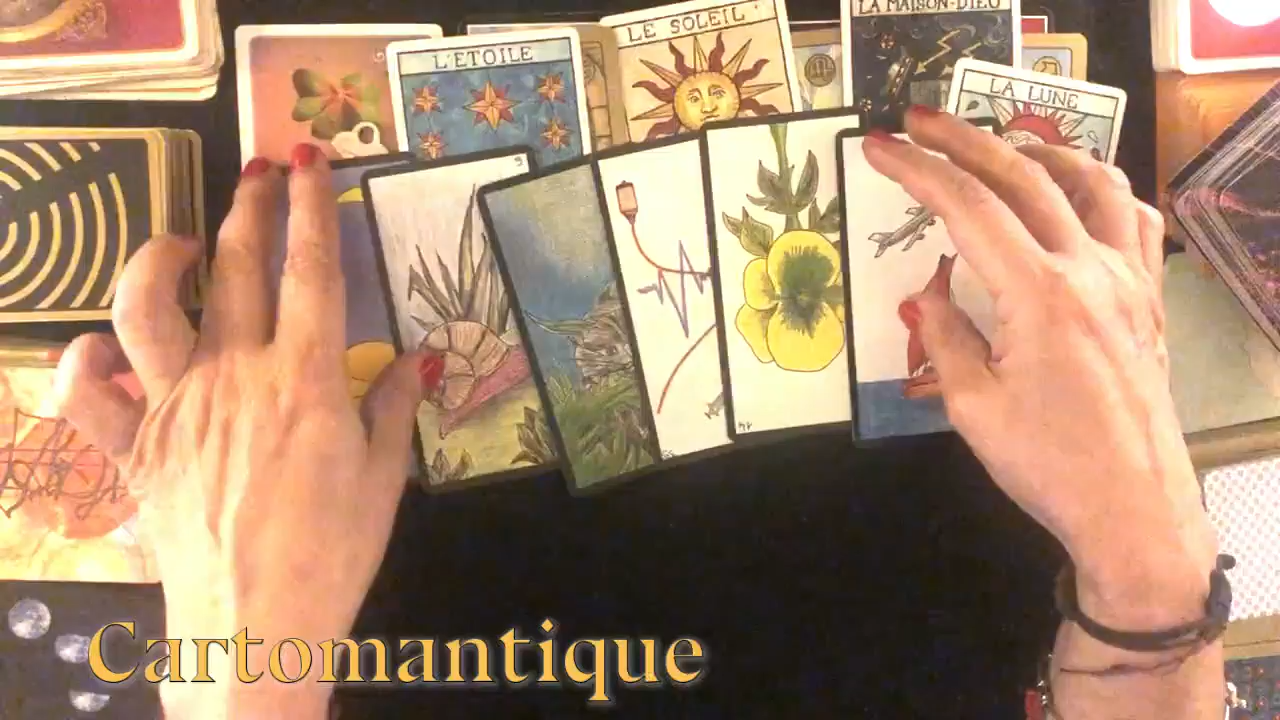 L'ETOILE
LE SOLEIL
LA MAISON-DIEU
LA LUNE
Cartomantique